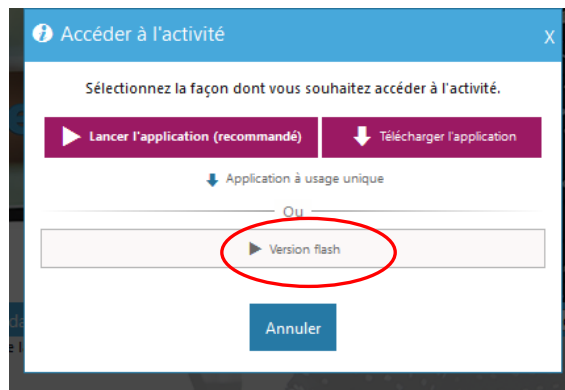 Accéder à l'activité X
Sélectionnez la façon dont vous souhaitez accéder à l'activité.
Lancer l'application (recommandé) Télécharger l'application
Application à usage unique
Ou
Version flash
Annuler